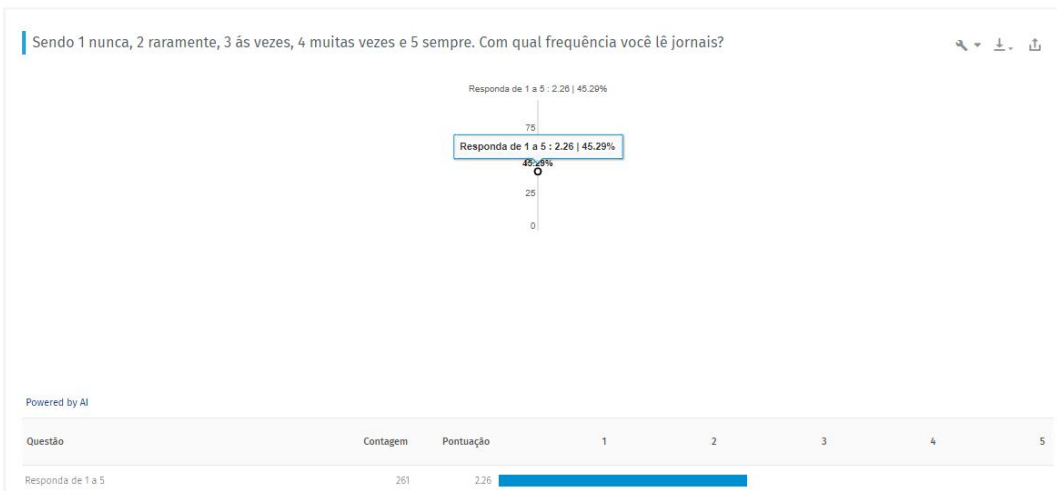 Sendo 1 nunca, 2 raramente, 3 ás vezes, 4 muitas vezes e 5 sempre. Com qual frequência você lê jornais?
Responda de 1 a 5 : 2.26 | 45.29%
75
Responda de 1 a 5 : 2.26 | 45.29%
45.29%
25
0
Powered by AI
Questão Contagem Pontuação 1 2 3 4 5
Responda de 1 a 5 261 2.26